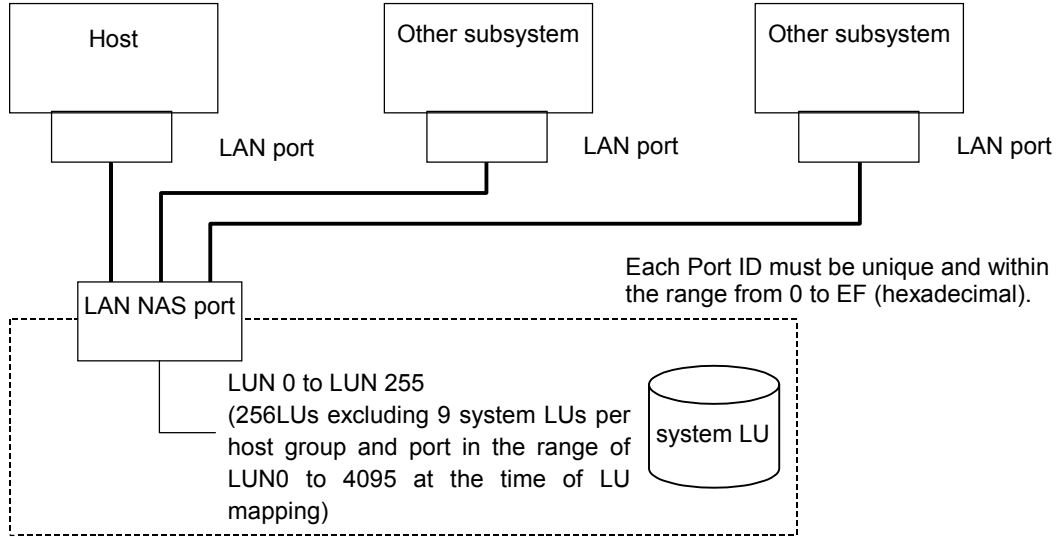 Host
Other subsystem
Other subsystem
LAN port
LAN port
LAN port
Each Port ID must be unique and within
the range from 0 to EF (hexadecimal).
LAN NAS port
LUN 0 to LUN 255
(256LUs excluding 9 system LUs per
host group and port in the range of
LUN0 to 4095 at the time of LU
mapping)
system LU